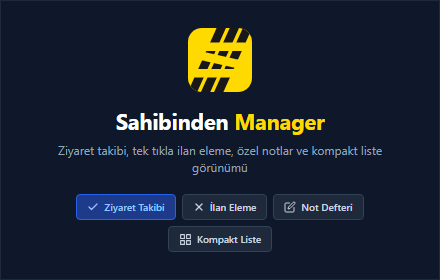 Sahibinden Manager
Ziyaret takibi, tek tıkla ilan eleme, özel notlar ve kompakt liste
görünümü
Ziyaret Takibi
İlan Eleme
Not Defteri
Kompakt Liste